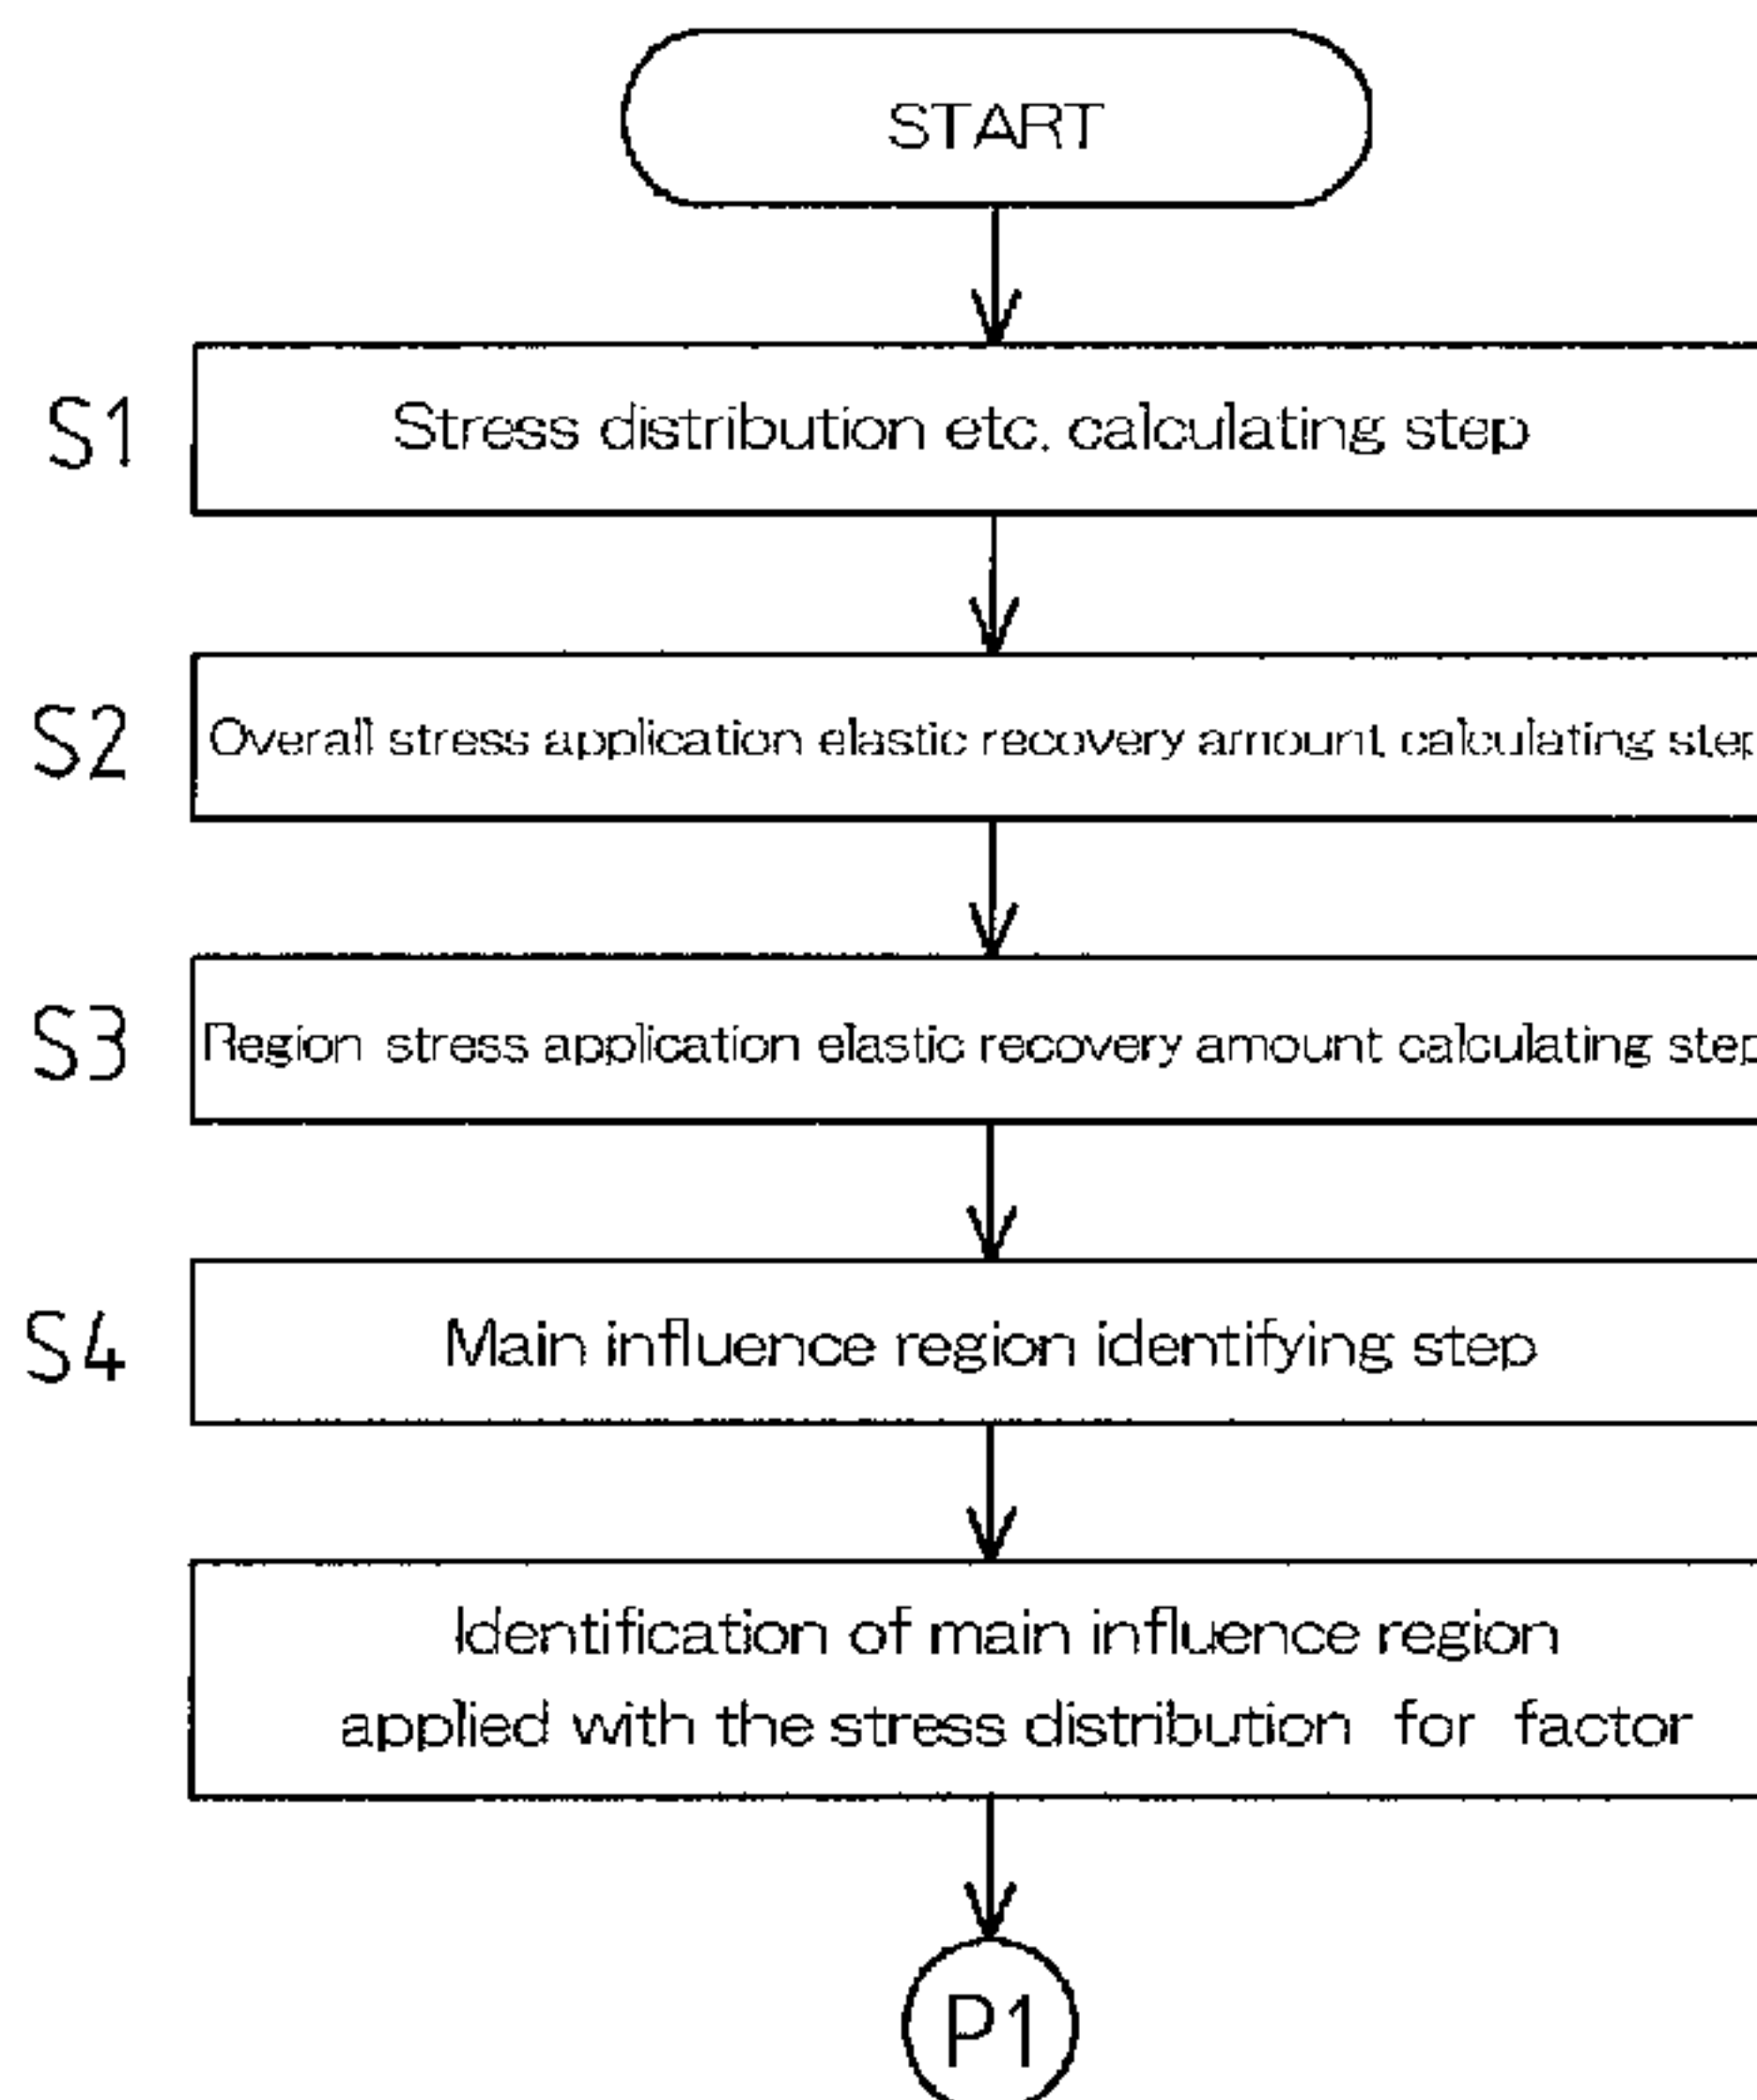 START
S1
Stress distribution etc. calculating step
S2
Overall stress application elastic recovery amount calculating step
S3
Region stress application elastic recovery amount calculating step
S4
Main influence region identifying step
Identification of main influence region
applied with the stress distribution for factor
P1